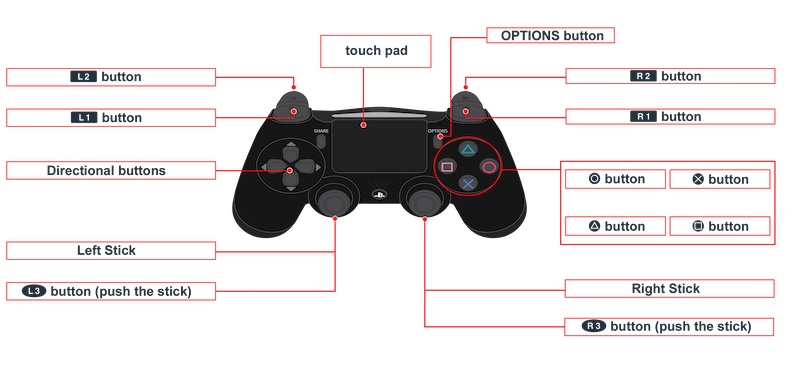 OPTIONS button
touch pad
L2 button
R2 button
L1 button
R1 button
SHARE
OPTIONS
Directional buttons
button
button
button
button
Left Stick
L3 button (push the stick)
Right Stick
R3 button (push the stick)